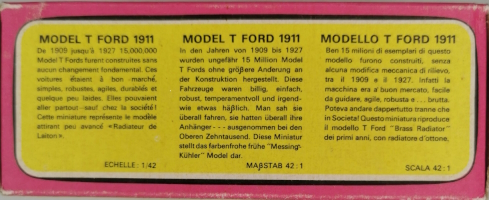 MODEL T FORD 1911
De 1909 jusqu'à 1927 15,000,000
Model T Fords furent construites sans
aucun changement fondamental. Ces
voitures étaient à bon marché,
simples, robustes, agiles, durables et
quelque peu laides. Elles pouvaient
aller partout--sauf chez la société!
Cette miniature représente le modèle
attirant peu avancé «Radiateur de
Laiton».
ECHELLE: 1/42
MODEL T FORD 1911
In den Jahren von 1909 bis 1927
wurden ungefähr 15 Million Model
T Fords ohne größere Änderung an
der Konstruktion hergestellt. Diese
Fahrzeuge waren billig, einfach,
robust, temperamentvoll und irgend-
wie etwas häßlich. Man sah sie
überall fahren, sie hatten überall ihre
Anhänger - - - ausgenommen bei den
Oberen Zehntausend. Diese Miniatur
stellt das farbenfrohe frühe "Messing-
Kühler" Model dar.
MAßSTAB 42:1
MODELLO T FORD 1911
Ben 15 milioni di esemplari di questo
modello furono construiti, senza
alcuna modifica meccanica di rilievo,
tra il 1909 e il 1927. Infatti la
macchina era a buon mercato, facile
da guidare, agile, robusta e . . . brutta.
Poteva andare dappertutto tranne che
in Societa! Questo miniatura riproduce
il modello T Ford "Brass Radiator"
dei primi anni, con radiatore d'ottone.
SCALA 42:1